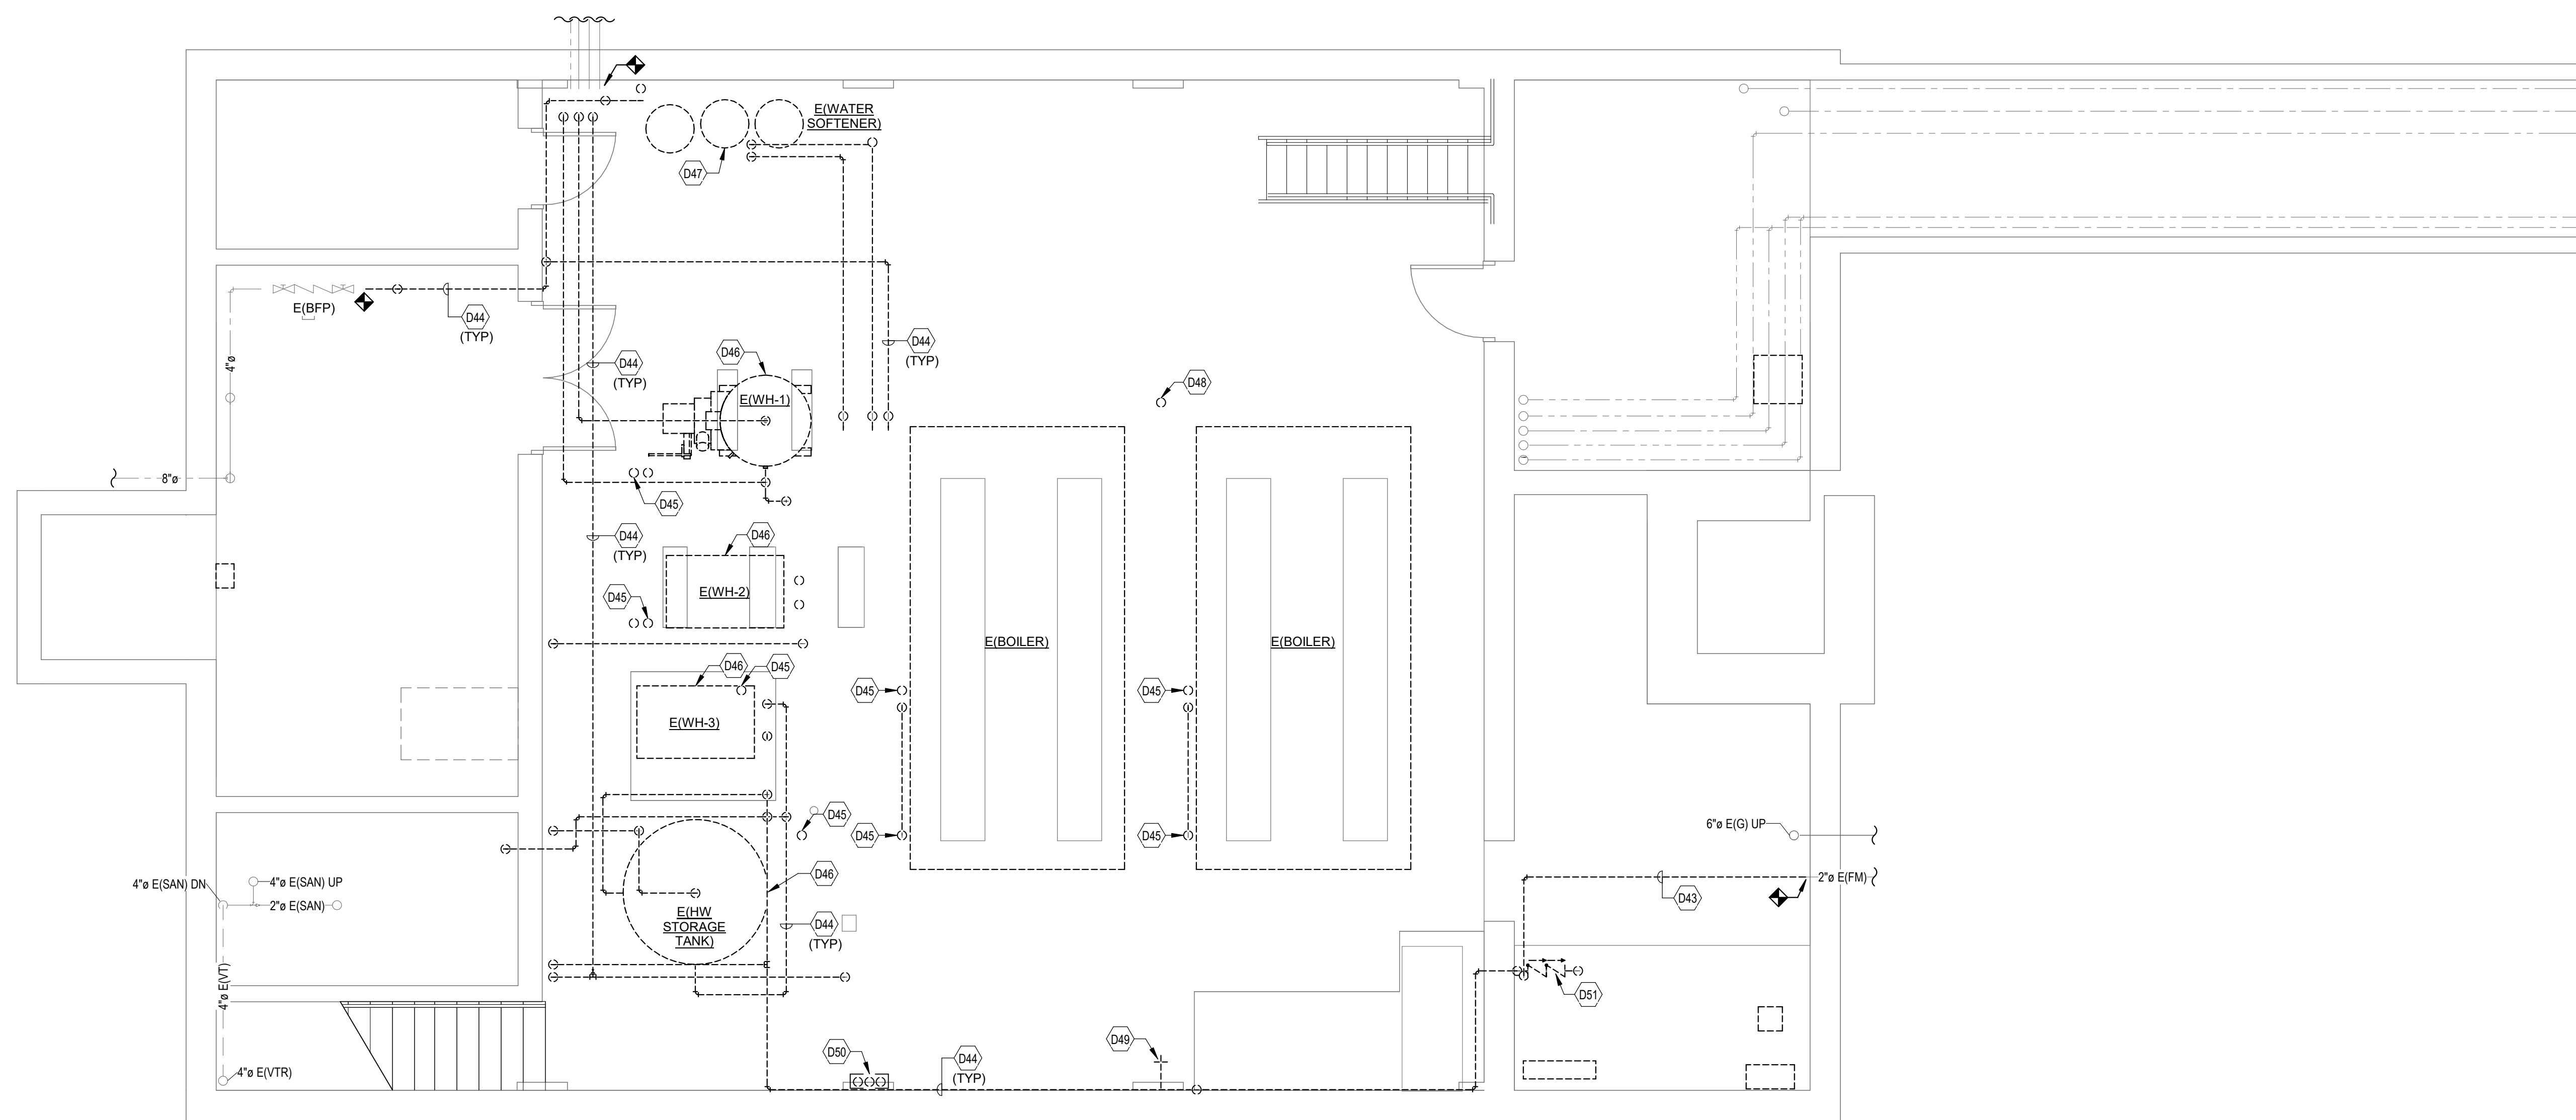 E(WATER
SOFTENER)
D47
E(BFP)
D44
(TYP)
4"ø
D44
(TYP)
D46
E(WH-1)
D44
(TYP)
D48
8"ø
D45
D44
(TYP)
D46
E(WH-2)
D45
E(BOILER)
E(BOILER)
D46
D45
E(WH-3)
D45
D45
D45
D45
D45
6"ø E(G) UP
D46
4"ø E(SAN) DN
4"ø E(SAN) UP
2"ø E(SAN)
2"ø E(FM)
D43
E(HW
STORAGE
TANK)
D44
(TYP)
4"ø E(VT)
D51
D50
D49
D44
(TYP)
4"ø E(VTR)